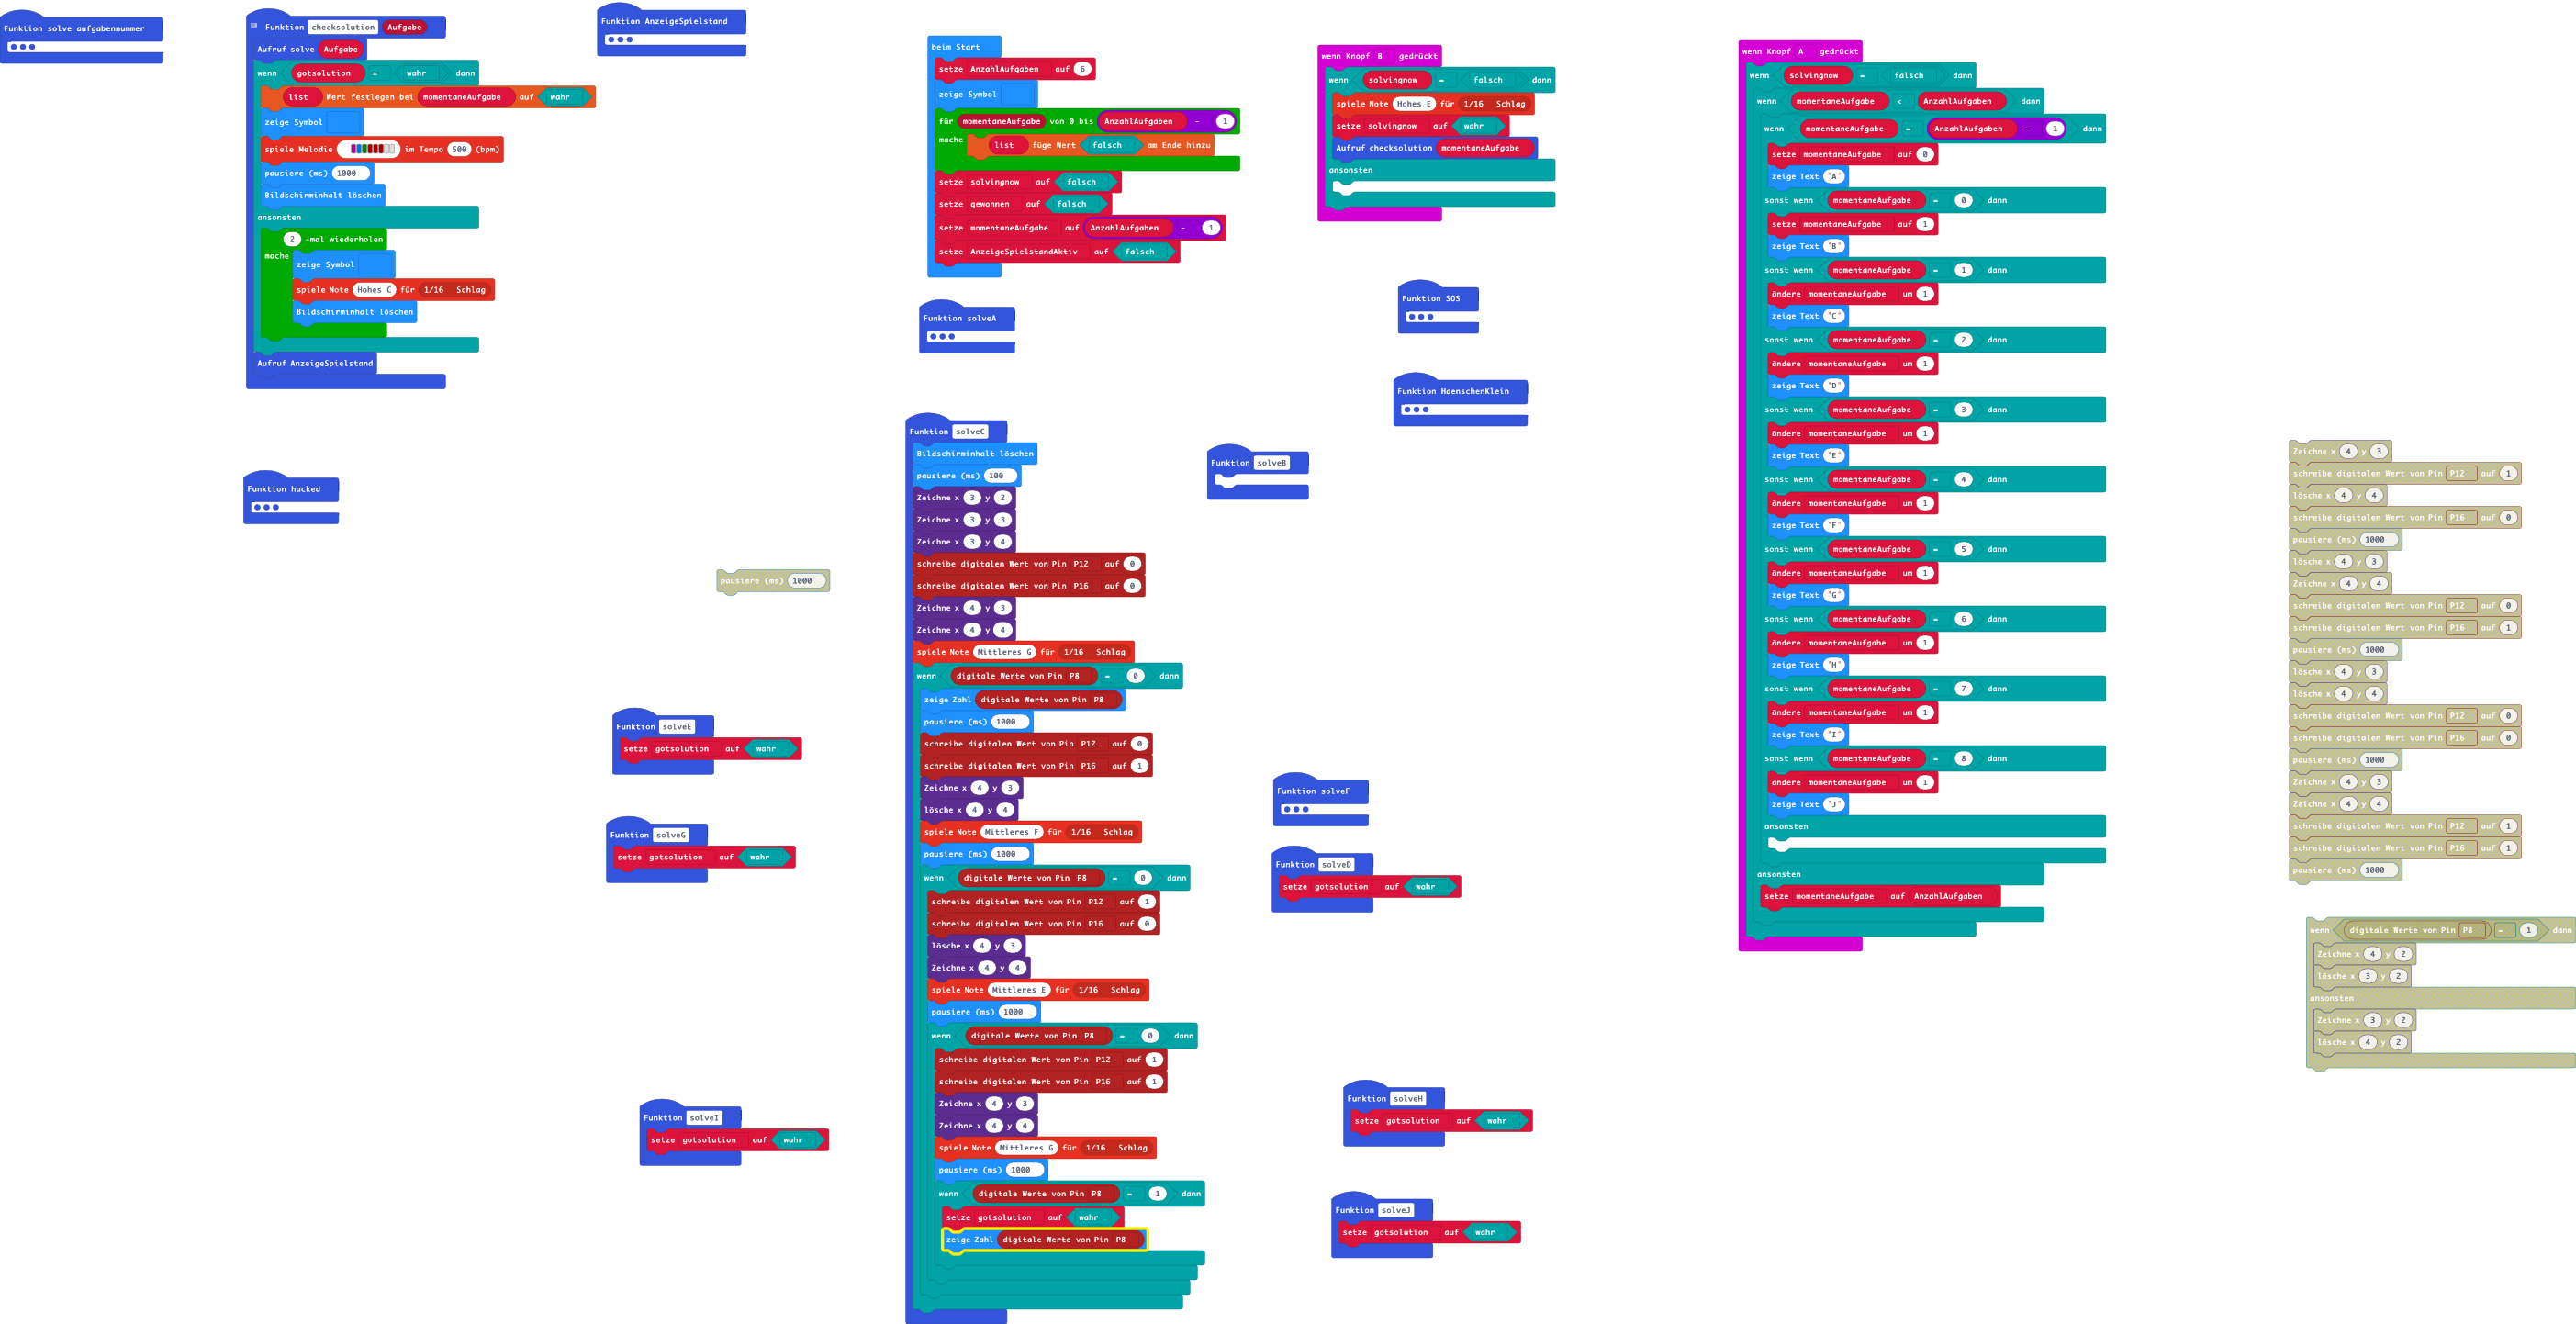 Funktion solve aufgabennummer
Funktion checksolution Aufgabe
Aufruf solve Aufgabe
wenn gotsolution = wahr dann
list Wert festlegen bei momentaneAufgabe auf wahr
zeige Symbol
spiele Melodie im Tempo 500 (bpm)
pausiere (ms) 1000
Bildschirminhalt löschen
ansonsten
2 -mal wiederholen
mache
zeige Symbol
spiele Note Hohes C für 1/16 Schlag
Bildschirminhalt löschen
Aufruf AnzeigeSpielstand
Funktion hacked
Funktion AnzeigeSpielstand
pausiere (ms) 1000
Funktion solveE
setze gotsolution auf wahr
Funktion solveG
setze gotsolution auf wahr
Funktion solveI
setze gotsolution auf wahr
beim Start
setze AnzahlAufgaben auf 6
zeige Symbol
für momentaneAufgabe von 0 bis AnzahlAufgaben - 1
mache list füge Wert falsch am Ende hinzu
setze solvingnow auf falsch
setze gewonnen auf falsch
setze momentaneAufgabe auf AnzahlAufgaben - 1
setze AnzeigeSpielstandAktiv auf falsch
Funktion solveA
Funktion solveC
Bildschirminhalt löschen
pausiere (ms) 100
Zeichne x 3 y 2
Zeichne x 3 y 3
Zeichne x 3 y 4
schreibe digitalen Wert von Pin P12 auf 0
schreibe digitalen Wert von Pin P16 auf 0
Zeichne x 4 y 3
Zeichne x 4 y 4
spiele Note Mittleres G für 1/16 Schlag
wenn digitale Werte von Pin P8 = 0 dann
zeige Zahl digitale Werte von Pin P8
pausiere (ms) 1000
schreibe digitalen Wert von Pin P12 auf 0
schreibe digitalen Wert von Pin P16 auf 1
Zeichne x 4 y 3
lösche x 4 y 4
spiele Note Mittleres F für 1/16 Schlag
pausiere (ms) 1000
wenn digitale Werte von Pin P8 = 0 dann
schreibe digitalen Wert von Pin P12 auf 1
schreibe digitalen Wert von Pin P16 auf 0
lösche x 4 y 3
Zeichne x 4 y 4
spiele Note Mittleres E für 1/16 Schlag
pausiere (ms) 1000
wenn digitale Werte von Pin P8 = 0 dann
schreibe digitalen Wert von Pin P12 auf 1
schreibe digitalen Wert von Pin P16 auf 1
Zeichne x 4 y 3
Zeichne x 4 y 4
spiele Note Mittleres G für 1/16 Schlag
pausiere (ms) 1000
wenn digitale Werte von Pin P8 = 1 dann
setze gotsolution auf wahr
zeige Zahl digitale Werte von Pin P8
wenn Knopf B gedrückt
wenn solvingnow = falsch dann
spiele Note Hohes E für 1/16 Schlag
setze solvingnow auf wahr
Aufruf checksolution momentaneAufgabe
ansonsten
Funktion SOS
Funktion HaenschenKlein
Funktion solveB
Funktion solveF
Funktion solveD
setze gotsolution auf wahr
Funktion solveH
setze gotsolution auf wahr
Funktion solveJ
setze gotsolution auf wahr
wenn Knopf A gedrückt
wenn solvingnow = falsch dann
wenn momentaneAufgabe < AnzahlAufgaben dann
wenn momentaneAufgabe = AnzahlAufgaben - 1 dann
setze momentaneAufgabe auf 0
zeige Text "A"
sonst wenn momentaneAufgabe = 0 dann
setze momentaneAufgabe auf 1
zeige Text "B"
sonst wenn momentaneAufgabe = 1 dann
ändere momentaneAufgabe um 1
zeige Text "C"
sonst wenn momentaneAufgabe = 2 dann
ändere momentaneAufgabe um 1
zeige Text "D"
sonst wenn momentaneAufgabe = 3 dann
ändere momentaneAufgabe um 1
zeige Text "E"
sonst wenn momentaneAufgabe = 4 dann
ändere momentaneAufgabe um 1
zeige Text "F"
sonst wenn momentaneAufgabe = 5 dann
ändere momentaneAufgabe um 1
zeige Text "G"
sonst wenn momentaneAufgabe = 6 dann
ändere momentaneAufgabe um 1
zeige Text "H"
sonst wenn momentaneAufgabe = 7 dann
ändere momentaneAufgabe um 1
zeige Text "I"
sonst wenn momentaneAufgabe = 8 dann
ändere momentaneAufgabe um 1
zeige Text "J"
ansonsten
ansonsten
setze momentaneAufgabe auf AnzahlAufgaben
Zeichne x 4 y 3
schreibe digitalen Wert von Pin P12 auf 1
lösche x 4 y 4
schreibe digitalen Wert von Pin P16 auf 0
pausiere (ms) 1000
lösche x 4 y 3
Zeichne x 4 y 4
schreibe digitalen Wert von Pin P12 auf 0
schreibe digitalen Wert von Pin P16 auf 1
pausiere (ms) 1000
lösche x 4 y 3
lösche x 4 y 4
schreibe digitalen Wert von Pin P12 auf 0
schreibe digitalen Wert von Pin P16 auf 0
pausiere (ms) 1000
Zeichne x 4 y 3
Zeichne x 4 y 4
schreibe digitalen Wert von Pin P12 auf 1
schreibe digitalen Wert von Pin P16 auf 1
pausiere (ms) 1000
wenn digitale Werte von Pin P8 = 1 dann
Zeichne x 4 y 2
lösche x 3 y 2
ansonsten
Zeichne x 3 y 2
lösche x 4 y 2